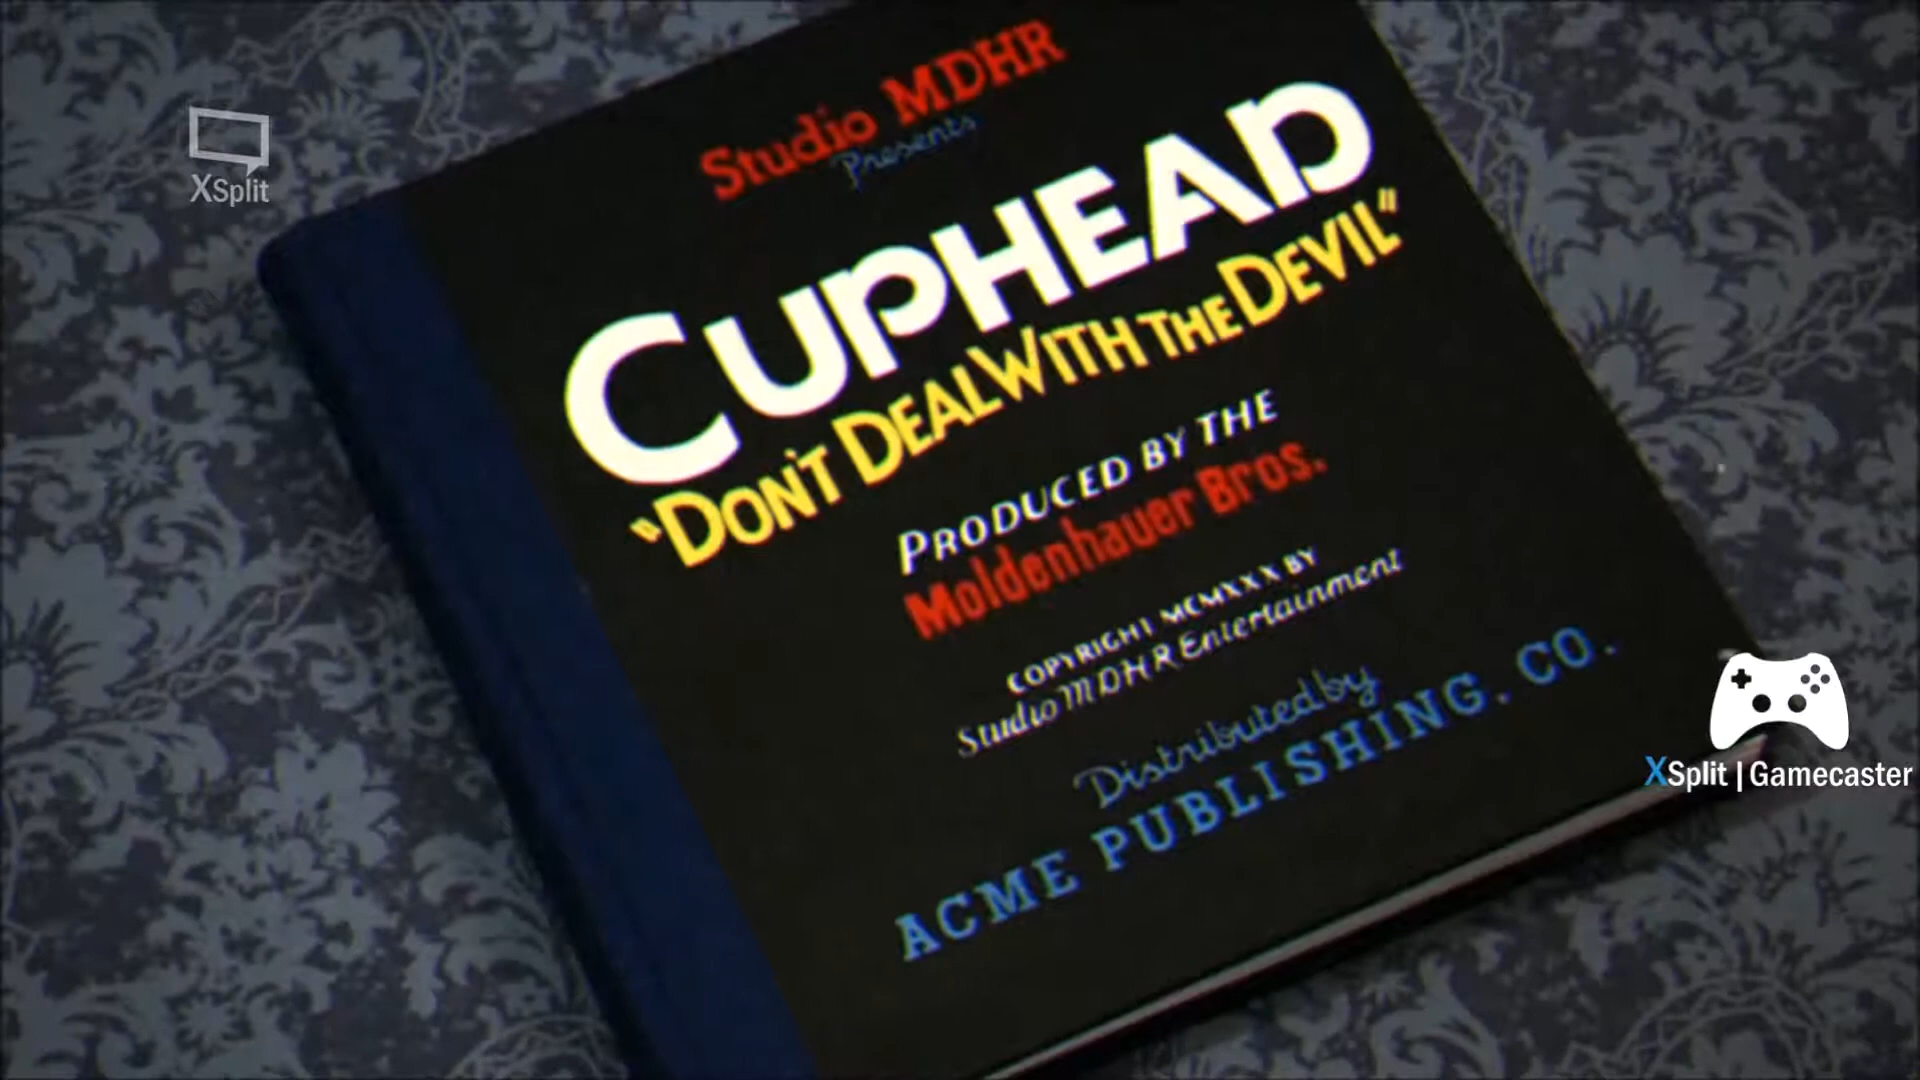 Studio MDHR
Presents
CUPHEAD
"DON'T DEAL WITH THE DEVIL"
PRODUCED BY THE
Moldenhauer Bros.
COPYRIGHT MCMXXX BY
Studio MDHR Entertainment
Distributed by
ACME PUBLISHING. CO.
XSplit
XSplit | Gamecaster